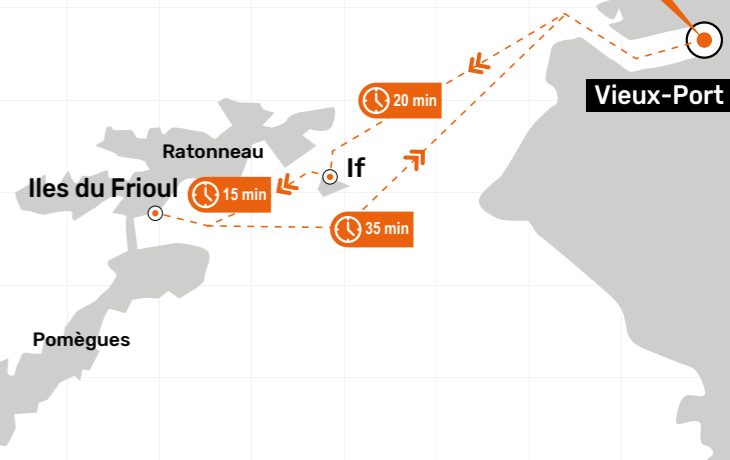 20 min
Vieux-Port
Ratonneau
If
Iles du Frioul
15 min
35 min
Pomègues